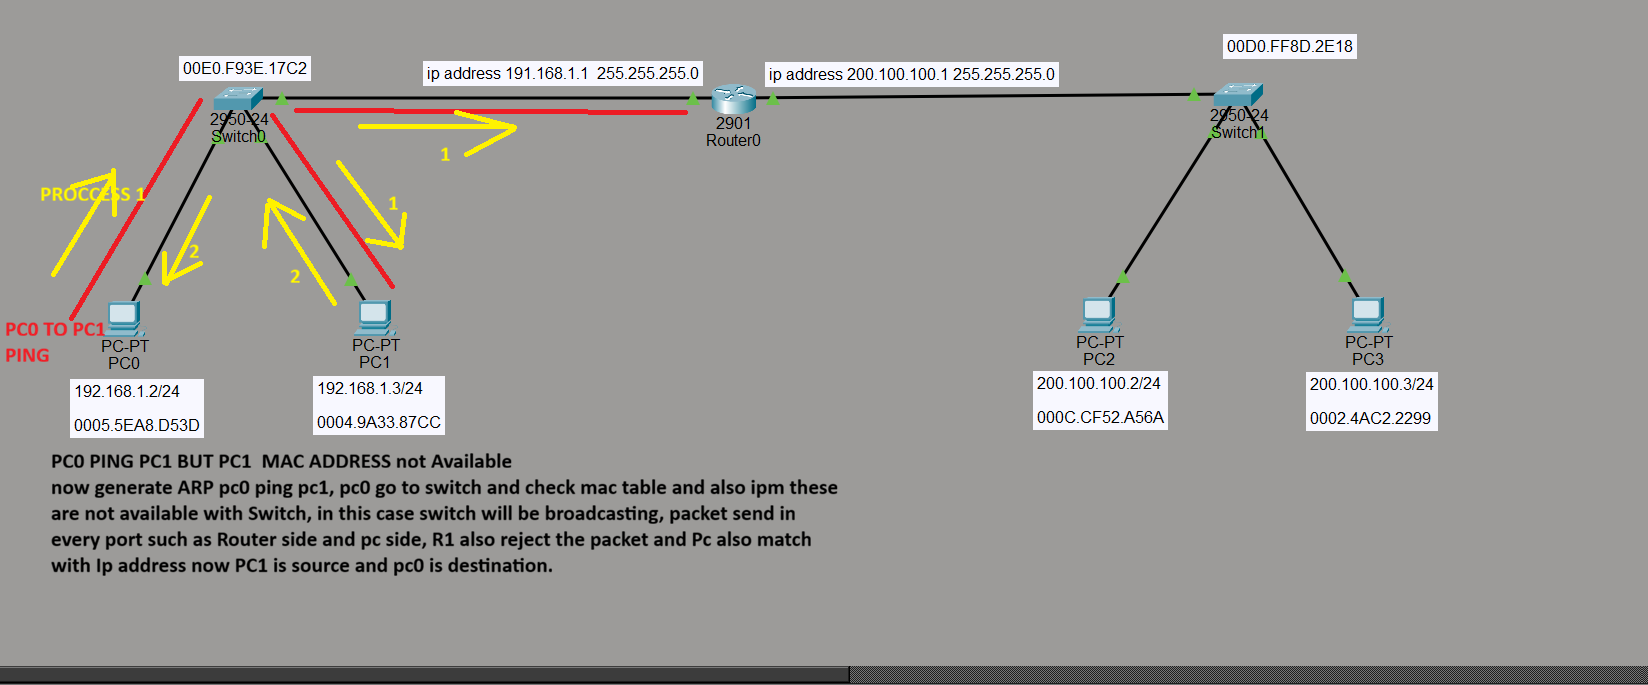 00E0.F93E.17C2
ip address 191.168.1.1  255.255.255.0
ip address 200.100.100.1 255.255.255.0
00D0.FF8D.2E18
2950-24
Switch0
2901
Router0
2950-24
Switch1
1
PROCCESS 1
1
2
2
PC0 TO PC1
PING
PC-PT
PC0
PC-PT
PC1
PC-PT
PC2
PC-PT
PC3
192.168.1.2/24
0005.5EA8.D53D
192.168.1.3/24
0004.9A33.87CC
200.100.100.2/24
000C.CF52.A56A
200.100.100.3/24
0002.4AC2.2299
PC0 PING PC1 BUT PC1  MAC ADDRESS not Available
now generate ARP pc0 ping pc1, pc0 go to switch and check mac table and also ipm these
are not available with Switch, in this case switch will be broadcasting, packet send in
every port such as Router side and pc side, R1 also reject the packet and Pc also match
with Ip address now PC1 is source and pc0 is destination.